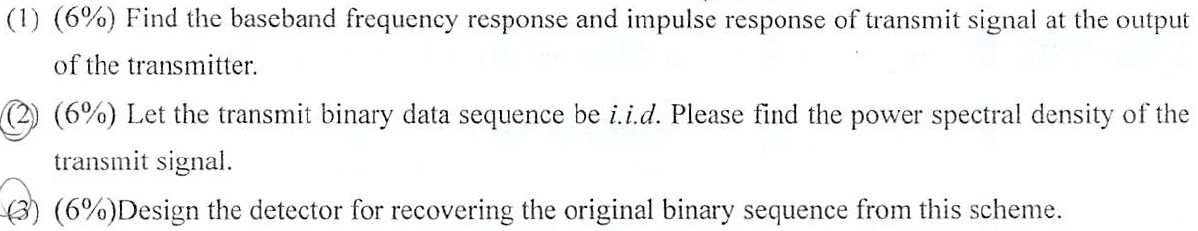 (1) (6%) Find the baseband frequency response and impulse response of transmit signal at the output
of the transmitter.
(2) (6%) Let the transmit binary data sequence be i.i.d. Please find the power spectral density of the
transmit signal.
(3) (6%)Design the detector for recovering the original binary sequence from this scheme.